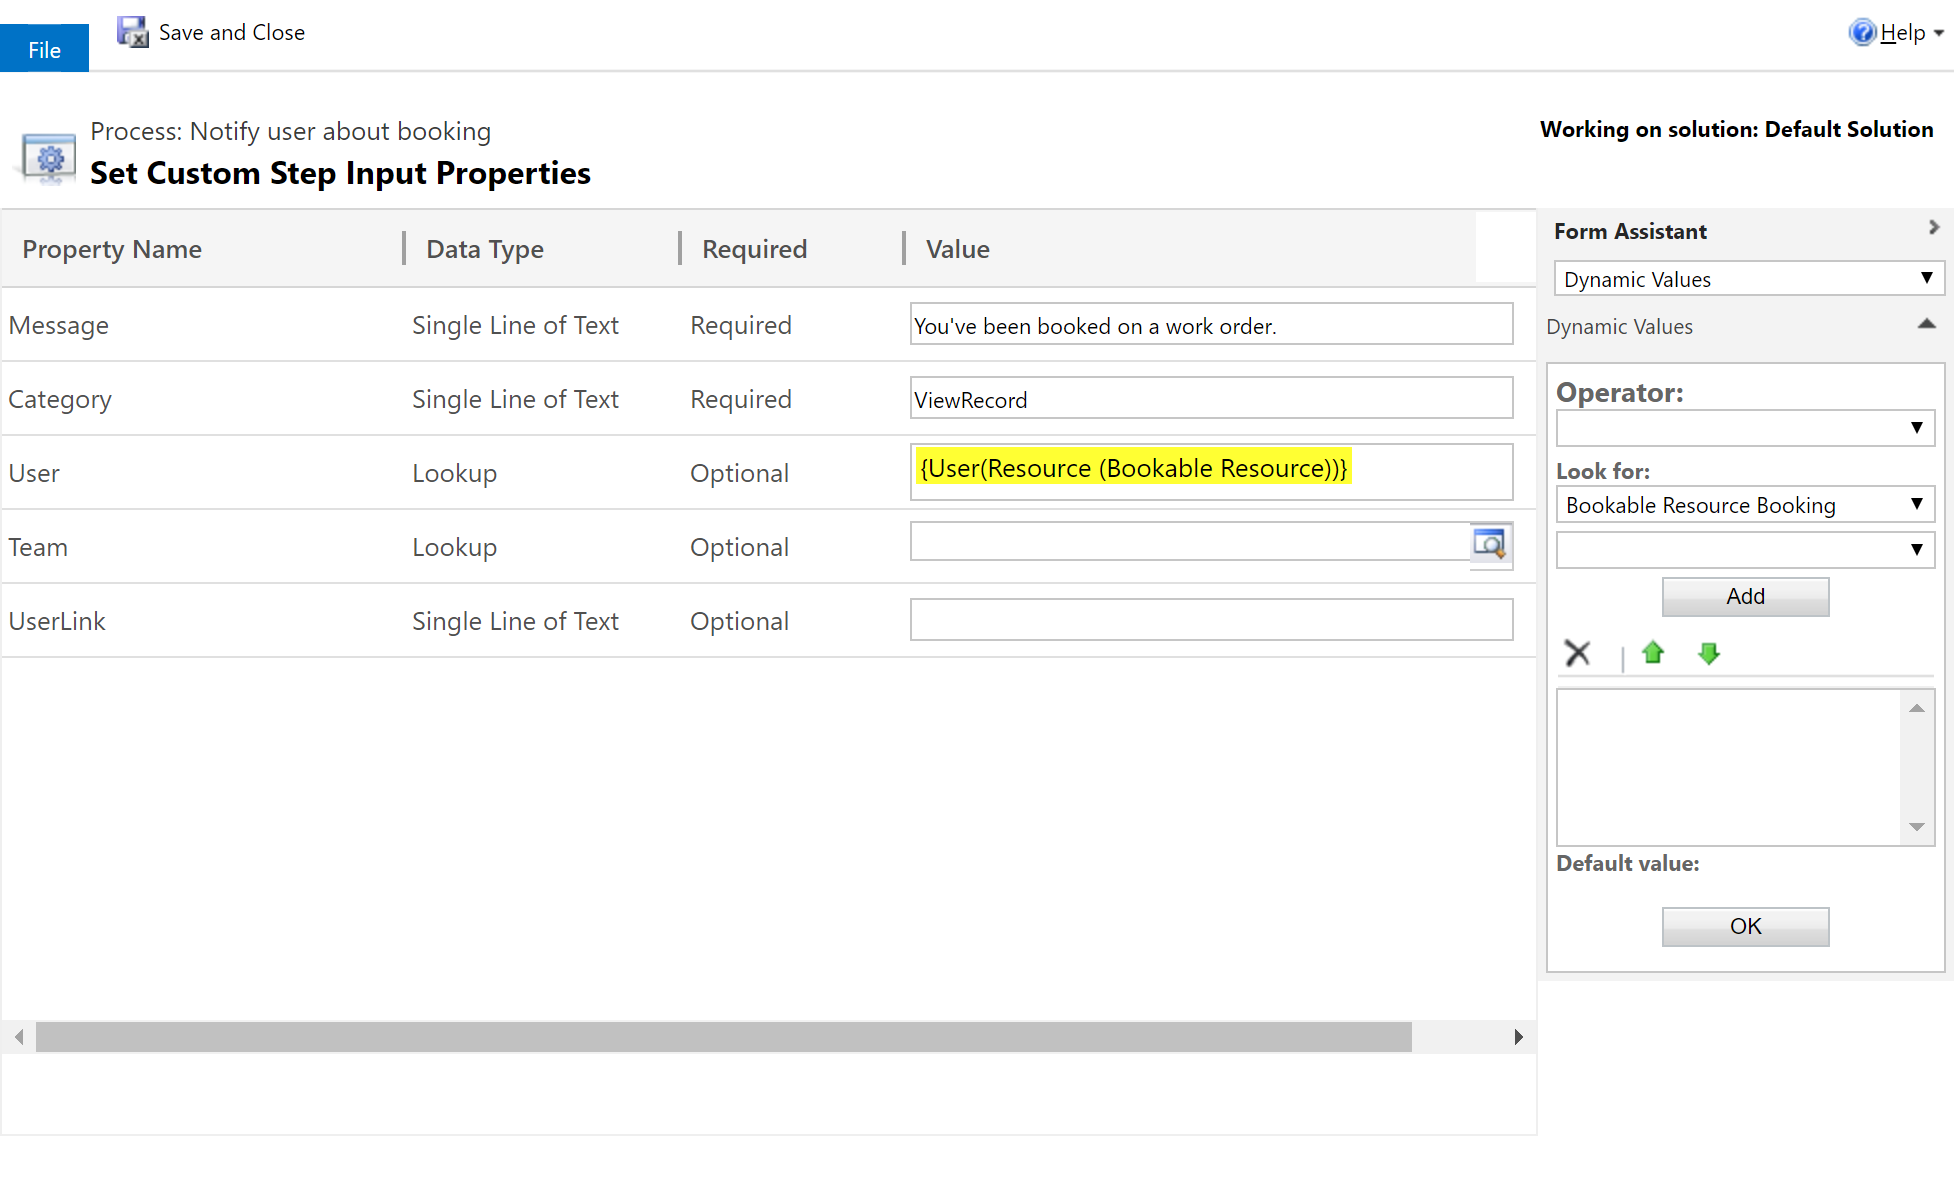 File
Save and Close
Help
Process: Notify user about booking
Set Custom Step Input Properties
Working on solution: Default Solution
Property Name Data Type Required Value
Message Single Line of Text Required You've been booked on a work order.
Category Single Line of Text Required ViewRecord
User Lookup Optional {User(Resource (Bookable Resource))}
Team Lookup Optional
UserLink Single Line of Text Optional
Form Assistant
Dynamic Values
Dynamic Values
Operator:
Look for:
Bookable Resource Booking
Add
Default value:
OK